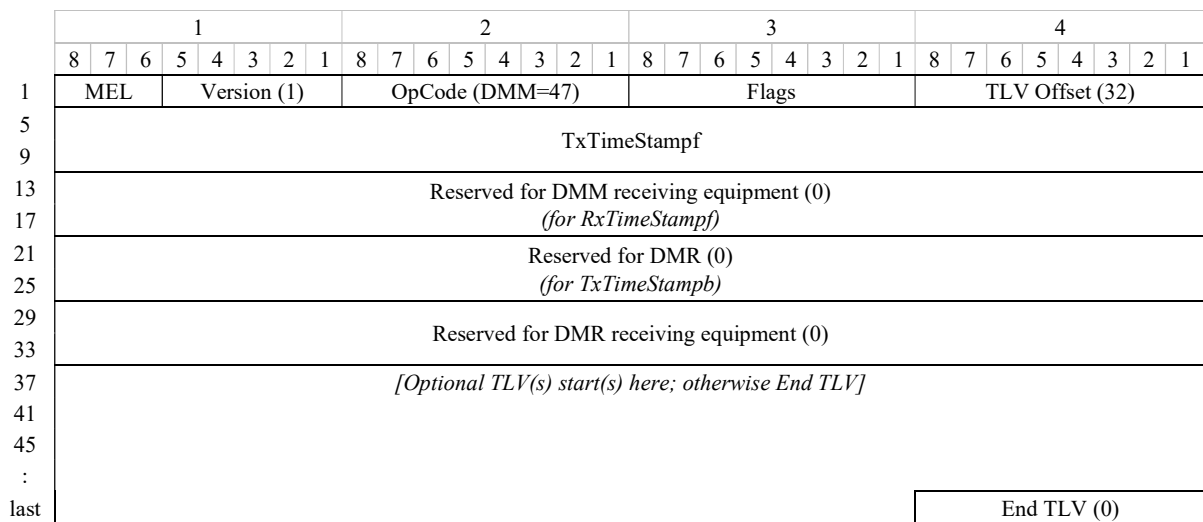 1 2 3 4
8 7 6 5 4 3 2 1 8 7 6 5 4 3 2 1 8 7 6 5 4 3 2 1 8 7 6 5 4 3 2 1
1 MEL Version (1) OpCode (DMM=47) Flags TLV Offset (32)
5
TxTimeStampf
9
13 Reserved for DMM receiving equipment (0)
17 (for RxTimeStampf)
21 Reserved for DMR (0)
25 (for TxTimeStampb)
29
Reserved for DMR receiving equipment (0)
33
37 [Optional TLV(s) start(s) here; otherwise End TLV]
41
45
:
last End TLV (0)